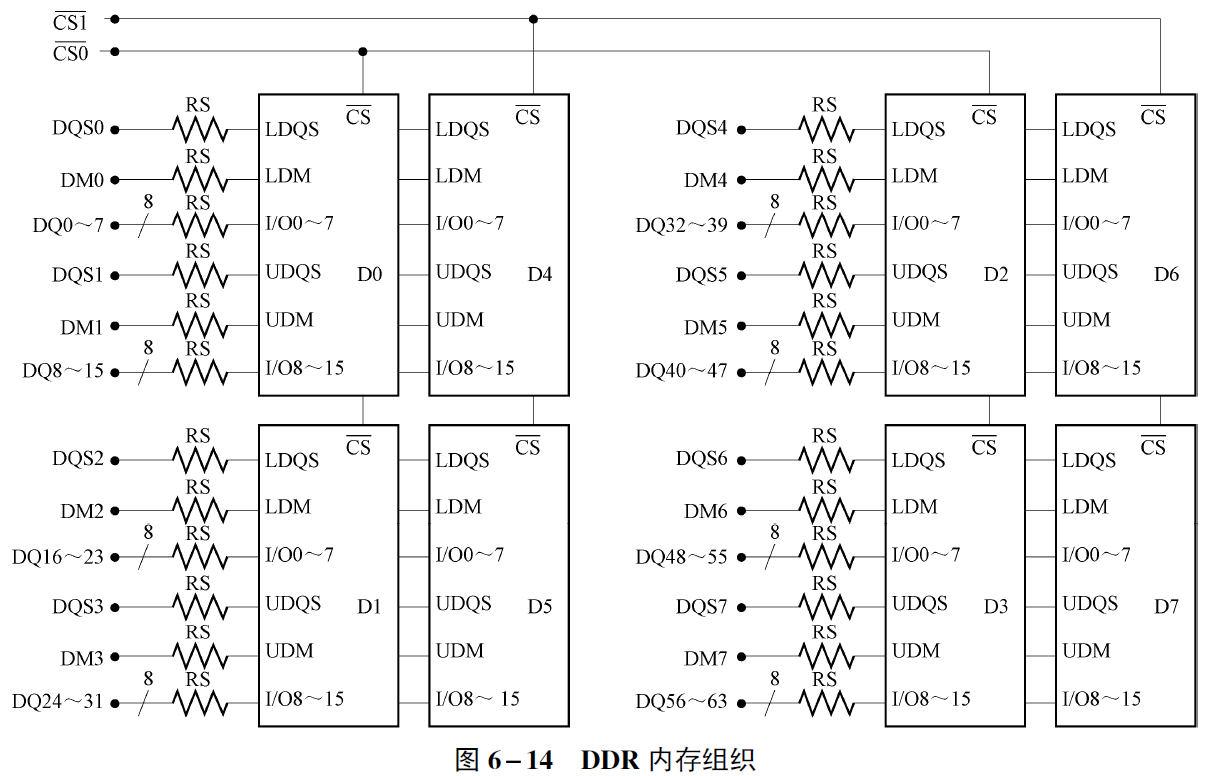 CS1
CS0
RS RS
DQS0 LDQS CS LDQS CS DQS4 LDQS CS LDQS CS
RS RS
DM0 LDM LDM DM4 LDM LDM
8 RS 8 RS
DQ0～7 I/O0～7 I/O0～7 DQ32～39 I/O0～7 I/O0～7
RS RS
DQS1 UDQS D0 UDQS D4 DQS5 UDQS D2 UDQS D6
RS RS
DM1 UDM UDM DM5 UDM UDM
8 RS 8 RS
DQ8～15 I/O8～15 I/O8～15 DQ40～47 I/O8～15 I/O8～15
RS RS
DQS2 LDQS CS LDQS CS DQS6 LDQS CS LDQS CS
RS RS
DM2 LDM LDM DM6 LDM LDM
8 RS 8 RS
DQ16～23 I/O0～7 I/O0～7 DQ48～55 I/O0～7 I/O0～7
RS RS
DQS3 UDQS D1 UDQS D5 DQS7 UDQS D3 UDQS D7
RS RS
DM3 UDM UDM DM7 UDM UDM
8 RS 8 RS
DQ24～31 I/O8～15 I/O8～ 15 DQ56～63 I/O8～15 I/O8～15
图 6－14 DDR 内存组织